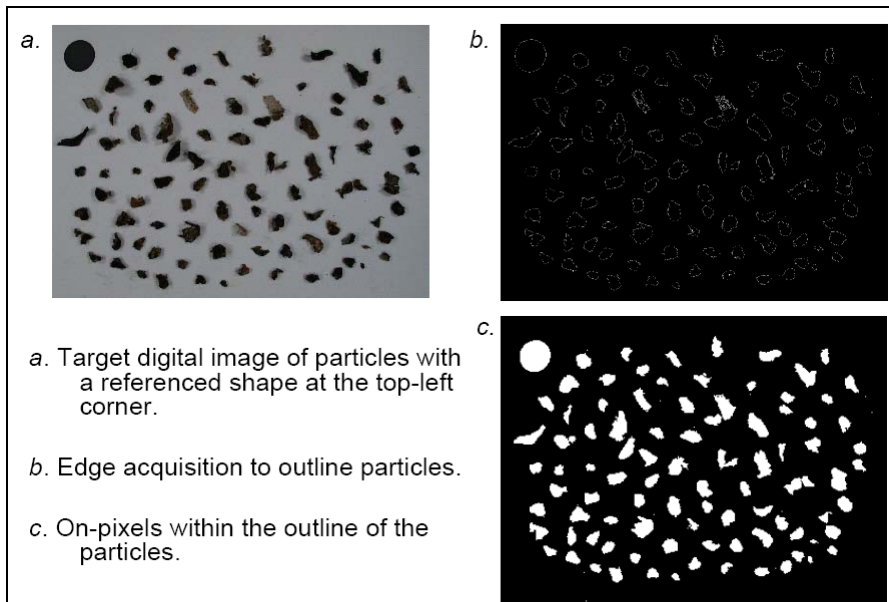 a.
b.
c.
a. Target digital image of particles with
a referenced shape at the top-left
corner.
b. Edge acquisition to outline particles.
c. On-pixels within the outline of the
particles.